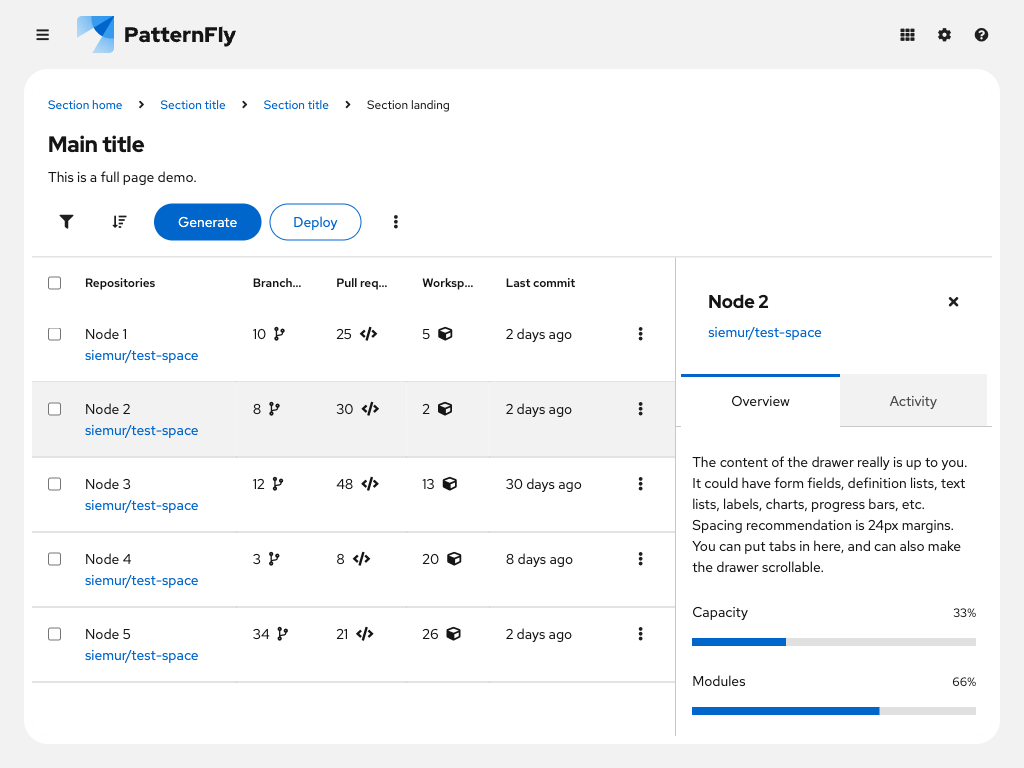 PatternFly
Section home Section title Section title Section landing
Main title
This is a full page demo.
Generate Deploy
Repositories Branch... Pull req... Worksp... Last commit
Node 1 10 25 5 2 days ago
siemur/test-space
Node 2 8 30 2 2 days ago
siemur/test-space
Node 3 12 48 13 30 days ago
siemur/test-space
Node 4 3 8 20 8 days ago
siemur/test-space
Node 5 34 21 26 2 days ago
siemur/test-space
Node 2
siemur/test-space
Overview Activity
The content of the drawer really is up to you.
It could have form fields, definition lists, text
lists, labels, charts, progress bars, etc.
Spacing recommendation is 24px margins.
You can put tabs in here, and can also make
the drawer scrollable.
Capacity 33%
Modules 66%